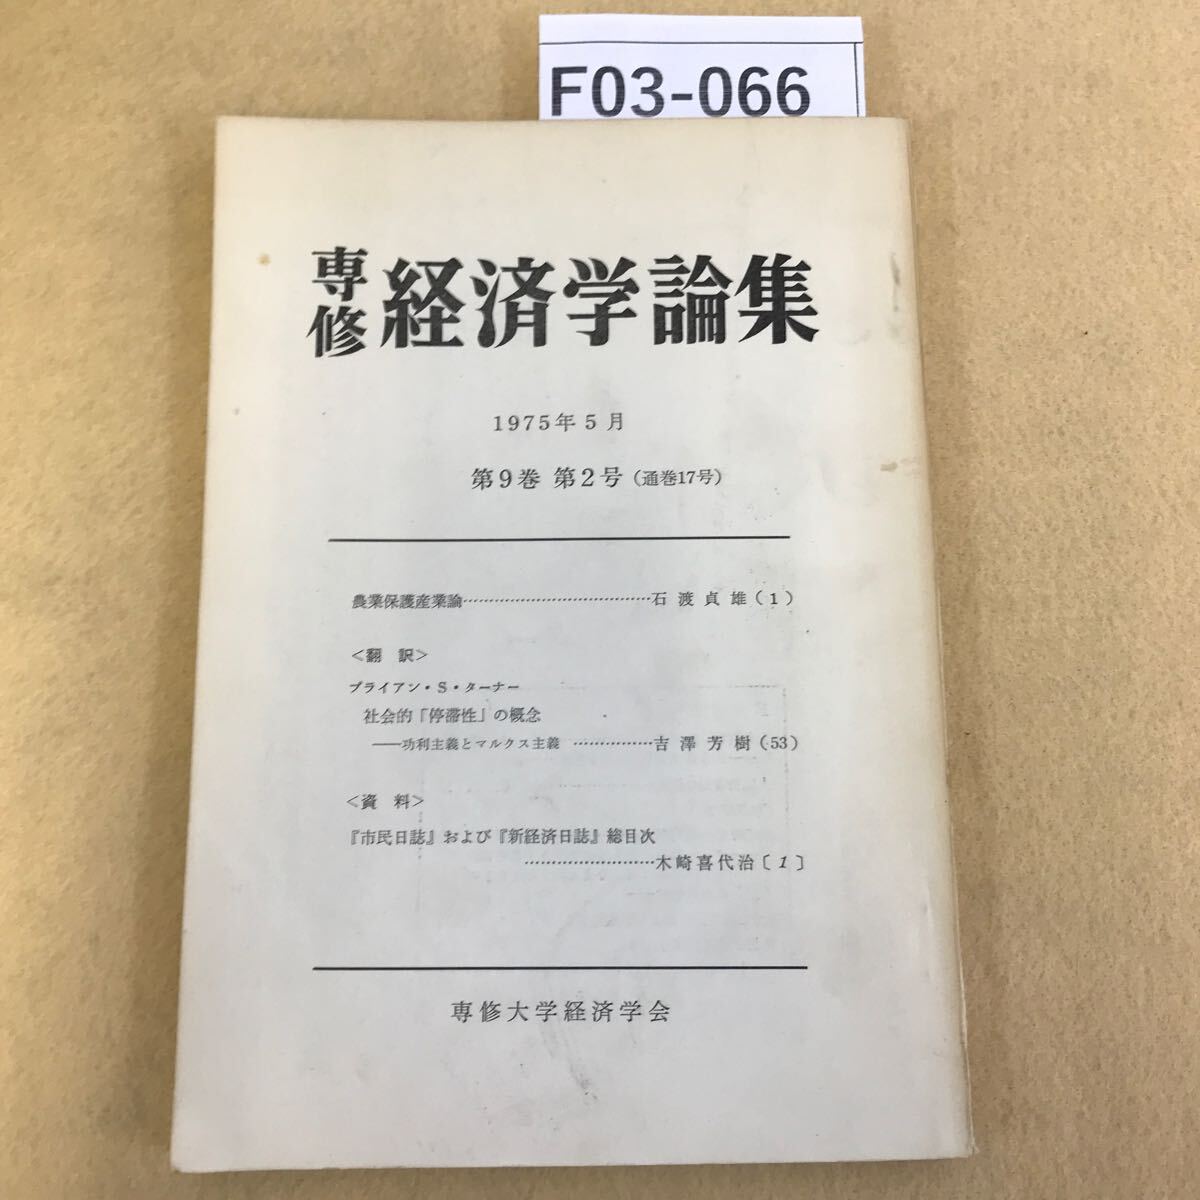 F03-066
専修 経済学論集
1975年5月
第9巻 第2号(通巻17号)
農業保護産業論…………………………………石渡貞雄(1)
<翻訳>
ブライアン・S・ターナー
社会的「停滞性」の概念
——功利主義とマルクス主義 ……………吉澤芳樹(53)
<資料>
『市民日誌』および『新経済日誌』総目次
……………………木崎喜代治〔1〕
専修大学経済学会